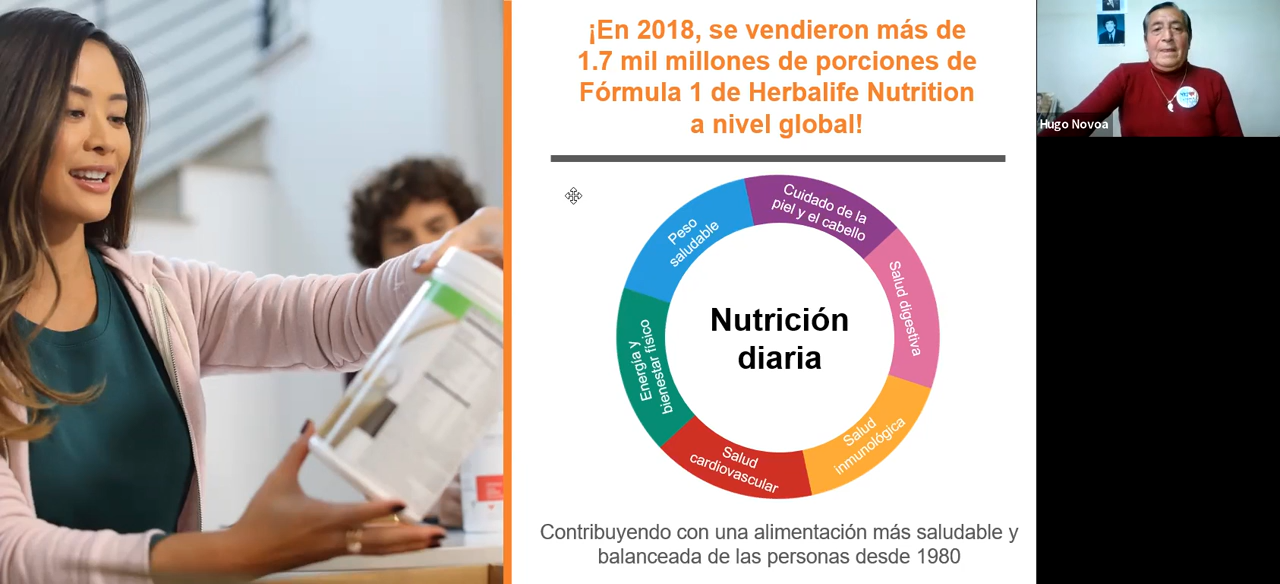 ¡En 2018, se vendieron más de
1.7 mil millones de porciones de
Fórmula 1 de Herbalife Nutrition
a nivel global!
Hugo Novoa
Cuidado de la
piel y el cabello
Peso
saludable
Salud digestiva
Nutrición
diaria
Energía y
bienestar físico
Salud
inmunológica
Salud
cardiovascular
Contribuyendo con una alimentación más saludable y
balanceada de las personas desde 1980